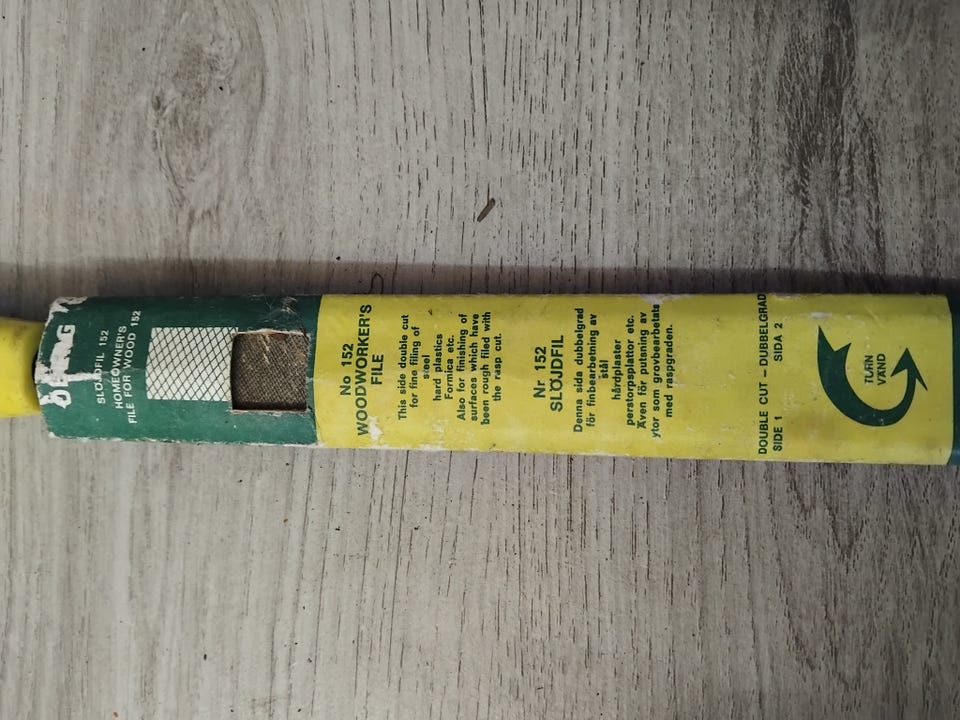 SLÖJDFIL 152
HOMEOWNER'S
FILE FOR WOOD 152
No 152
WOODWORKER'S
FILE
This side double cut
for fine filing of
steel
hard plastics
Formica etc.
Also for finishing of
surfaces which have
been rough filed with
the rasp cut.
Nr 152
SLÖJDFIL
Denna sida dubbelgrad
för finbearbetning av
stål
hårdplaster
perstorpsplattor etc.
Även för putsning av
ytor som grovbearbetats
med raspgraden.
DOUBLE CUT – DUBBELGRAD
SIDE 1 SIDA 2
TURN
VÄND